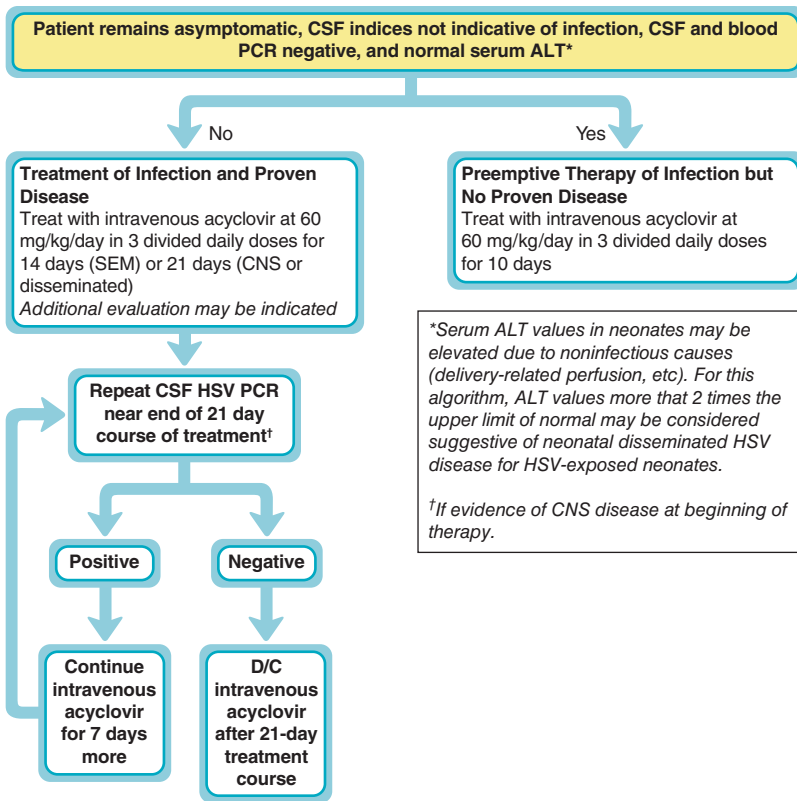 Patient remains asymptomatic, CSF indices not indicative of infection, CSF and blood
PCR negative, and normal serum ALT*
No
Yes
Treatment of Infection and Proven
Disease
Treat with intravenous acyclovir at 60
mg/kg/day in 3 divided daily doses for
14 days (SEM) or 21 days (CNS or
disseminated)
Additional evaluation may be indicated
Preemptive Therapy of Infection but
No Proven Disease
Treat with intravenous acyclovir at
60 mg/kg/day in 3 divided daily doses
for 10 days
*Serum ALT values in neonates may be
elevated due to noninfectious causes
(delivery-related perfusion, etc). For this
algorithm, ALT values more that 2 times the
upper limit of normal may be considered
suggestive of neonatal disseminated HSV
disease for HSV-exposed neonates.
†If evidence of CNS disease at beginning of
therapy.
Repeat CSF HSV PCR
near end of 21 day
course of treatment†
Positive
Negative
Continue
intravenous
acyclovir
for 7 days
more
D/C
intravenous
acyclovir
after 21-day
treatment
course